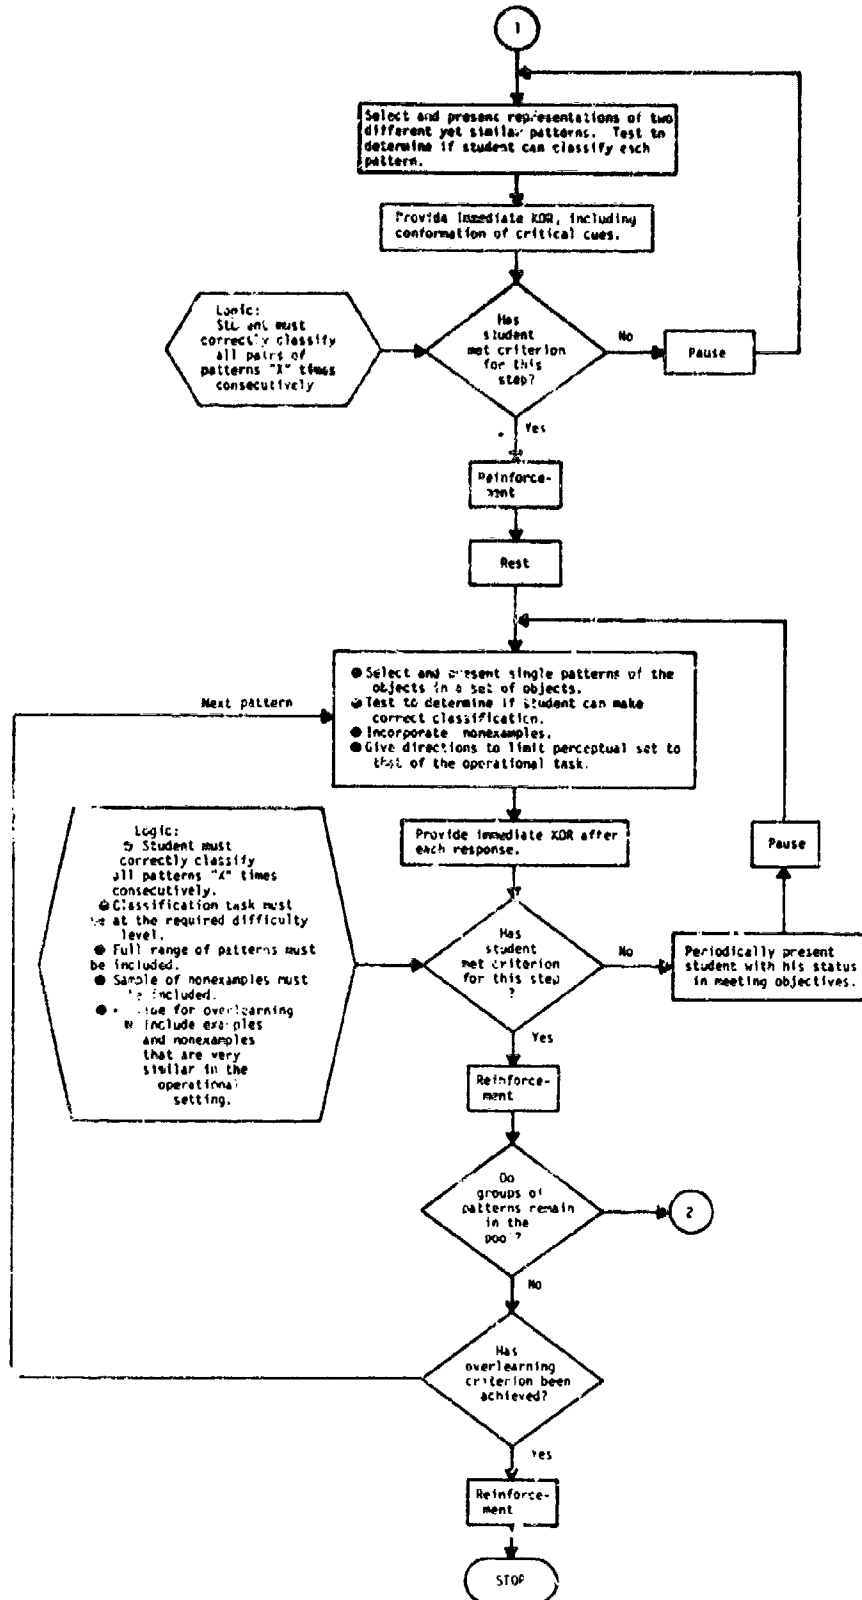 1
Select and present representations of two
different yet similar patterns. Test to
determine if student can classify each
pattern.
Provide immediate KOR, including
conformation of critical cues.
Logic:
Student must
correctly classify
all pairs of
patterns "X" times
consecutively
Has
student
met criterion
for this
step?
No
Pause
Yes
Reinforce-
ment
Rest
● Select and present single patterns of the
objects in a set of objects.
● Test to determine if student can make
correct classification.
● Incorporate nonexamples.
● Give directions to limit perceptual set to
that of the operational task.
Next pattern
Provide immediate KOR after
each response.
Pause
Logic:
● Student must
correctly classify
all patterns "X" times
consecutively.
● Classification task must
be at the required difficulty
level.
● Full range of patterns must
be included.
● Sample of nonexamples must
be included.
● for overlearning
include examples
and nonexamples
that are very
similar in the
operational
setting.
Has
student
met criterion
for this step
?
No
Periodically present
student with his status
in meeting objectives.
Yes
Reinforce-
ment
Do
groups of
patterns remain
in the
pool?
2
No
Has
overlearning
criterion been
achieved?
Yes
Reinforce-
ment
STOP